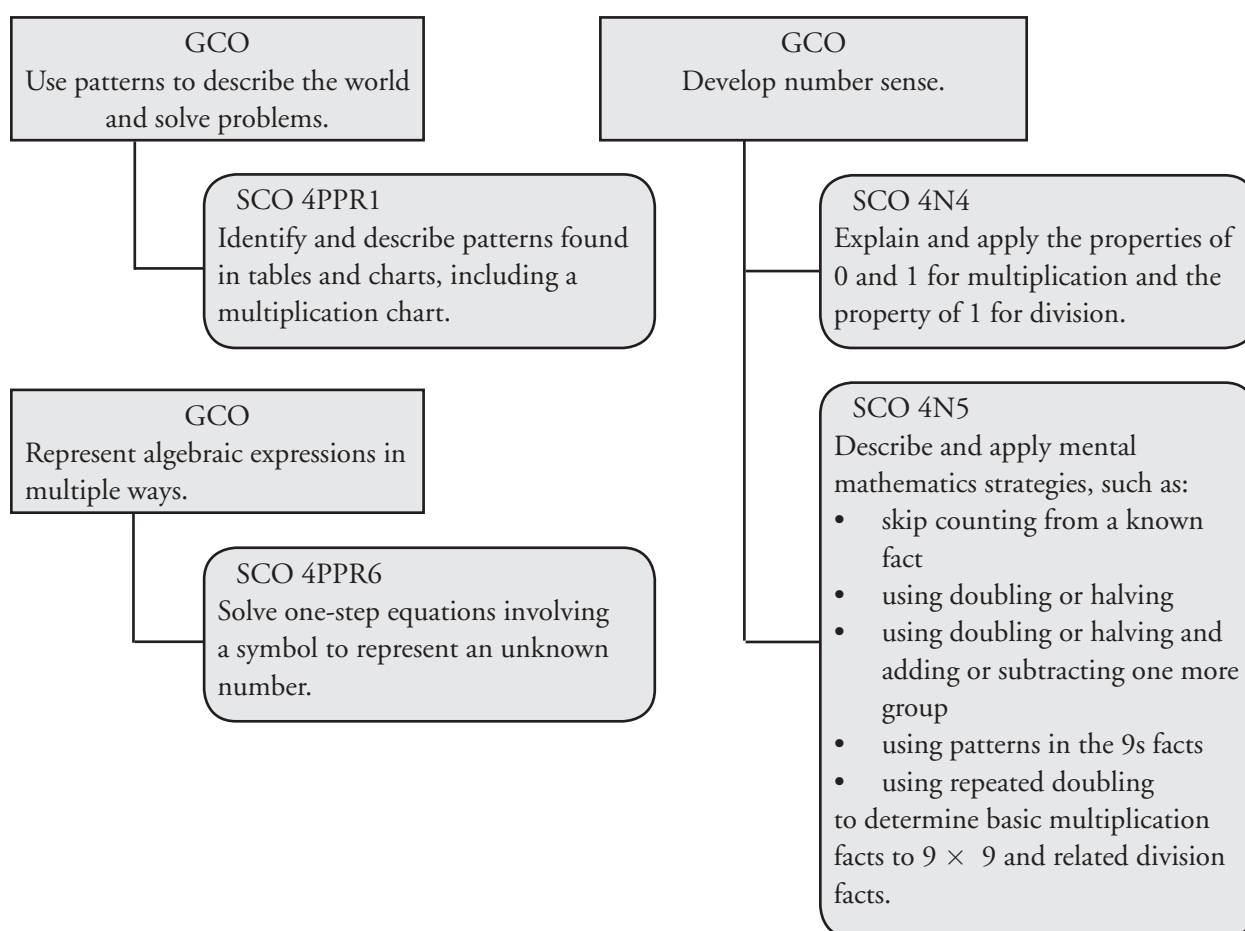 GCO
Use patterns to describe the world
and solve problems.
SCO 4PPR1
Identify and describe patterns found
in tables and charts, including a
multiplication chart.
GCO
Represent algebraic expressions in
multiple ways.
SCO 4PPR6
Solve one-step equations involving
a symbol to represent an unknown
number.
GCO
Develop number sense.
SCO 4N4
Explain and apply the properties of
0 and 1 for multiplication and the
property of 1 for division.
SCO 4N5
Describe and apply mental
mathematics strategies, such as:
• skip counting from a known
fact
• using doubling or halving
• using doubling or halving and
adding or subtracting one more
group
• using patterns in the 9s facts
• using repeated doubling
to determine basic multiplication
facts to 9 × 9 and related division
facts.